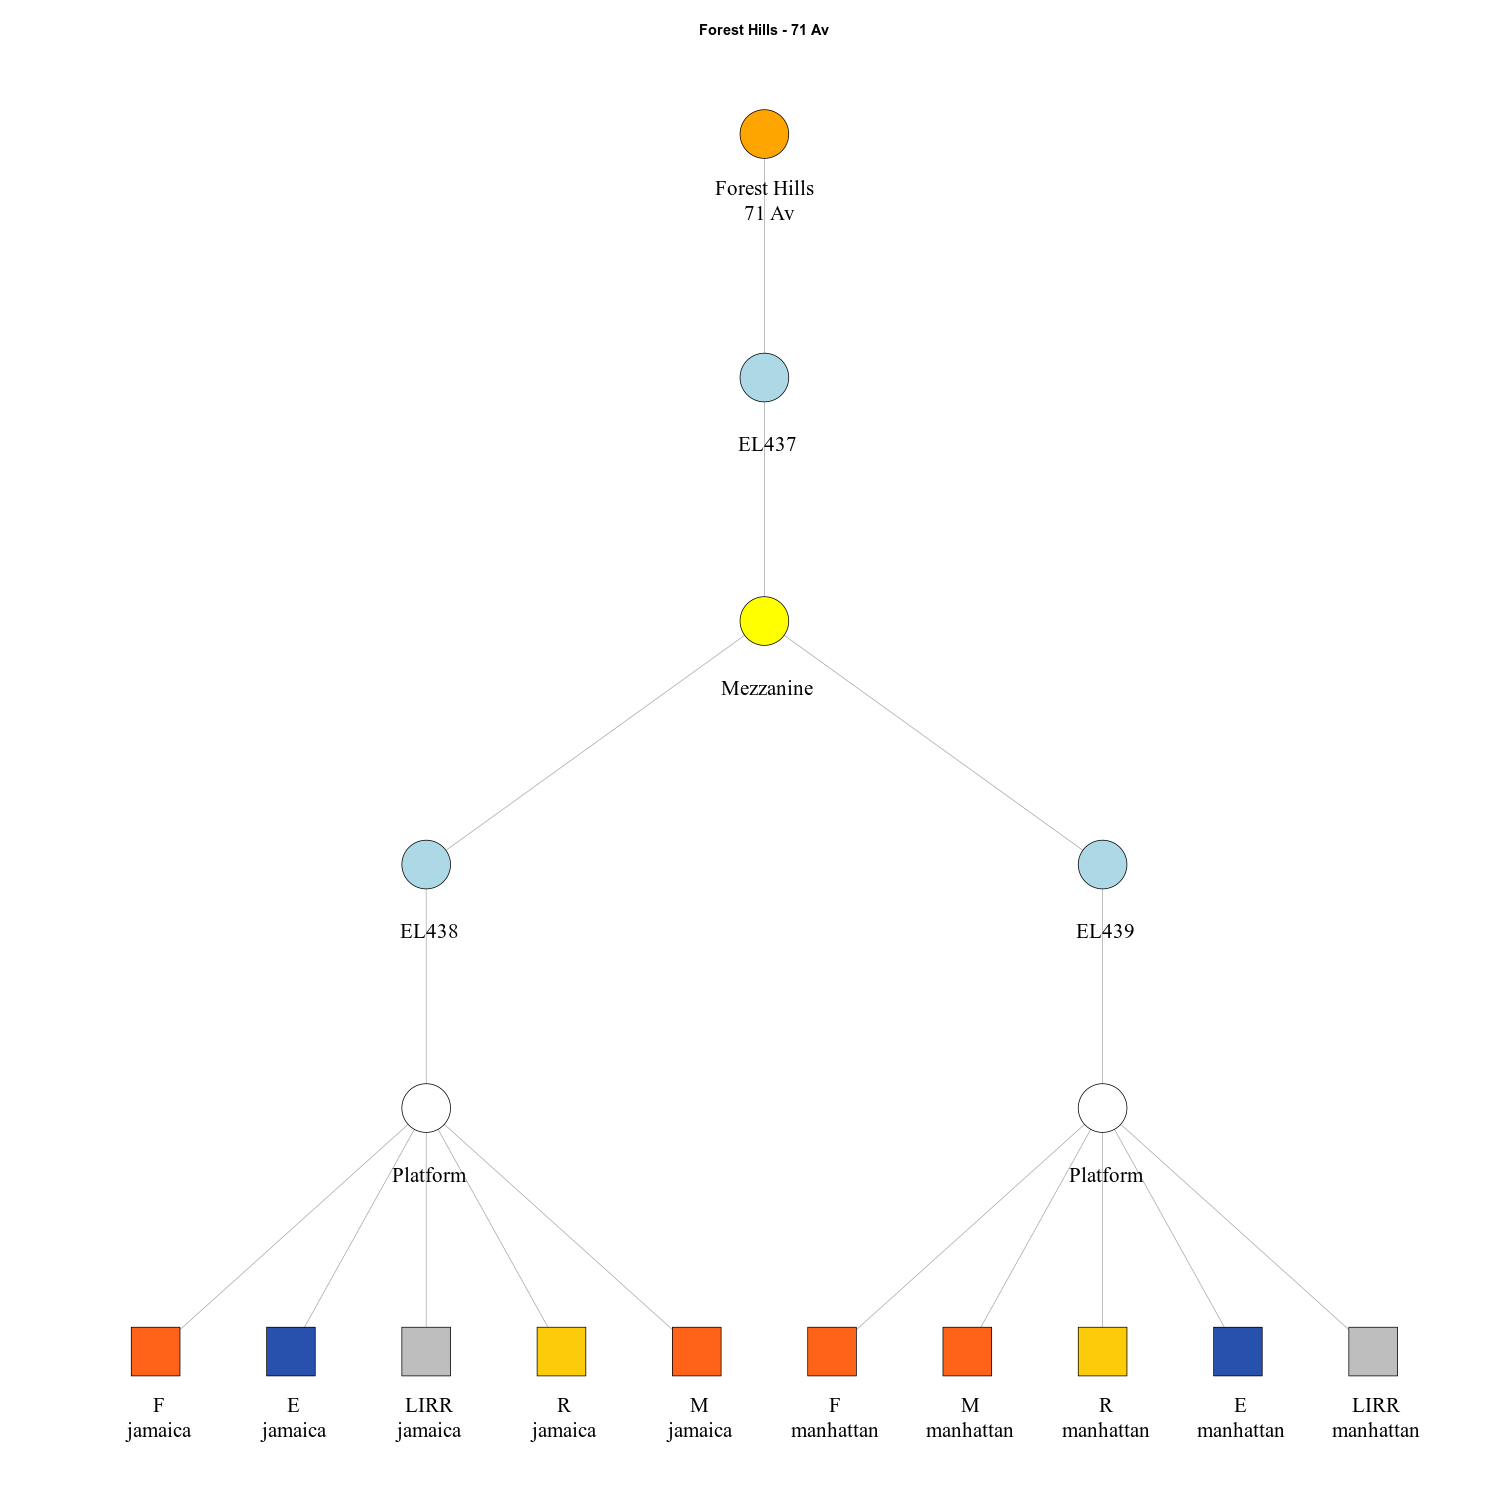 Forest Hills - 71 Av
Forest Hills
71 Av
EL437
Mezzanine
EL438
EL439
Platform
Platform
F
jamaica
E
jamaica
LIRR
jamaica
R
jamaica
M
jamaica
F
manhattan
M
manhattan
R
manhattan
E
manhattan
LIRR
manhattan